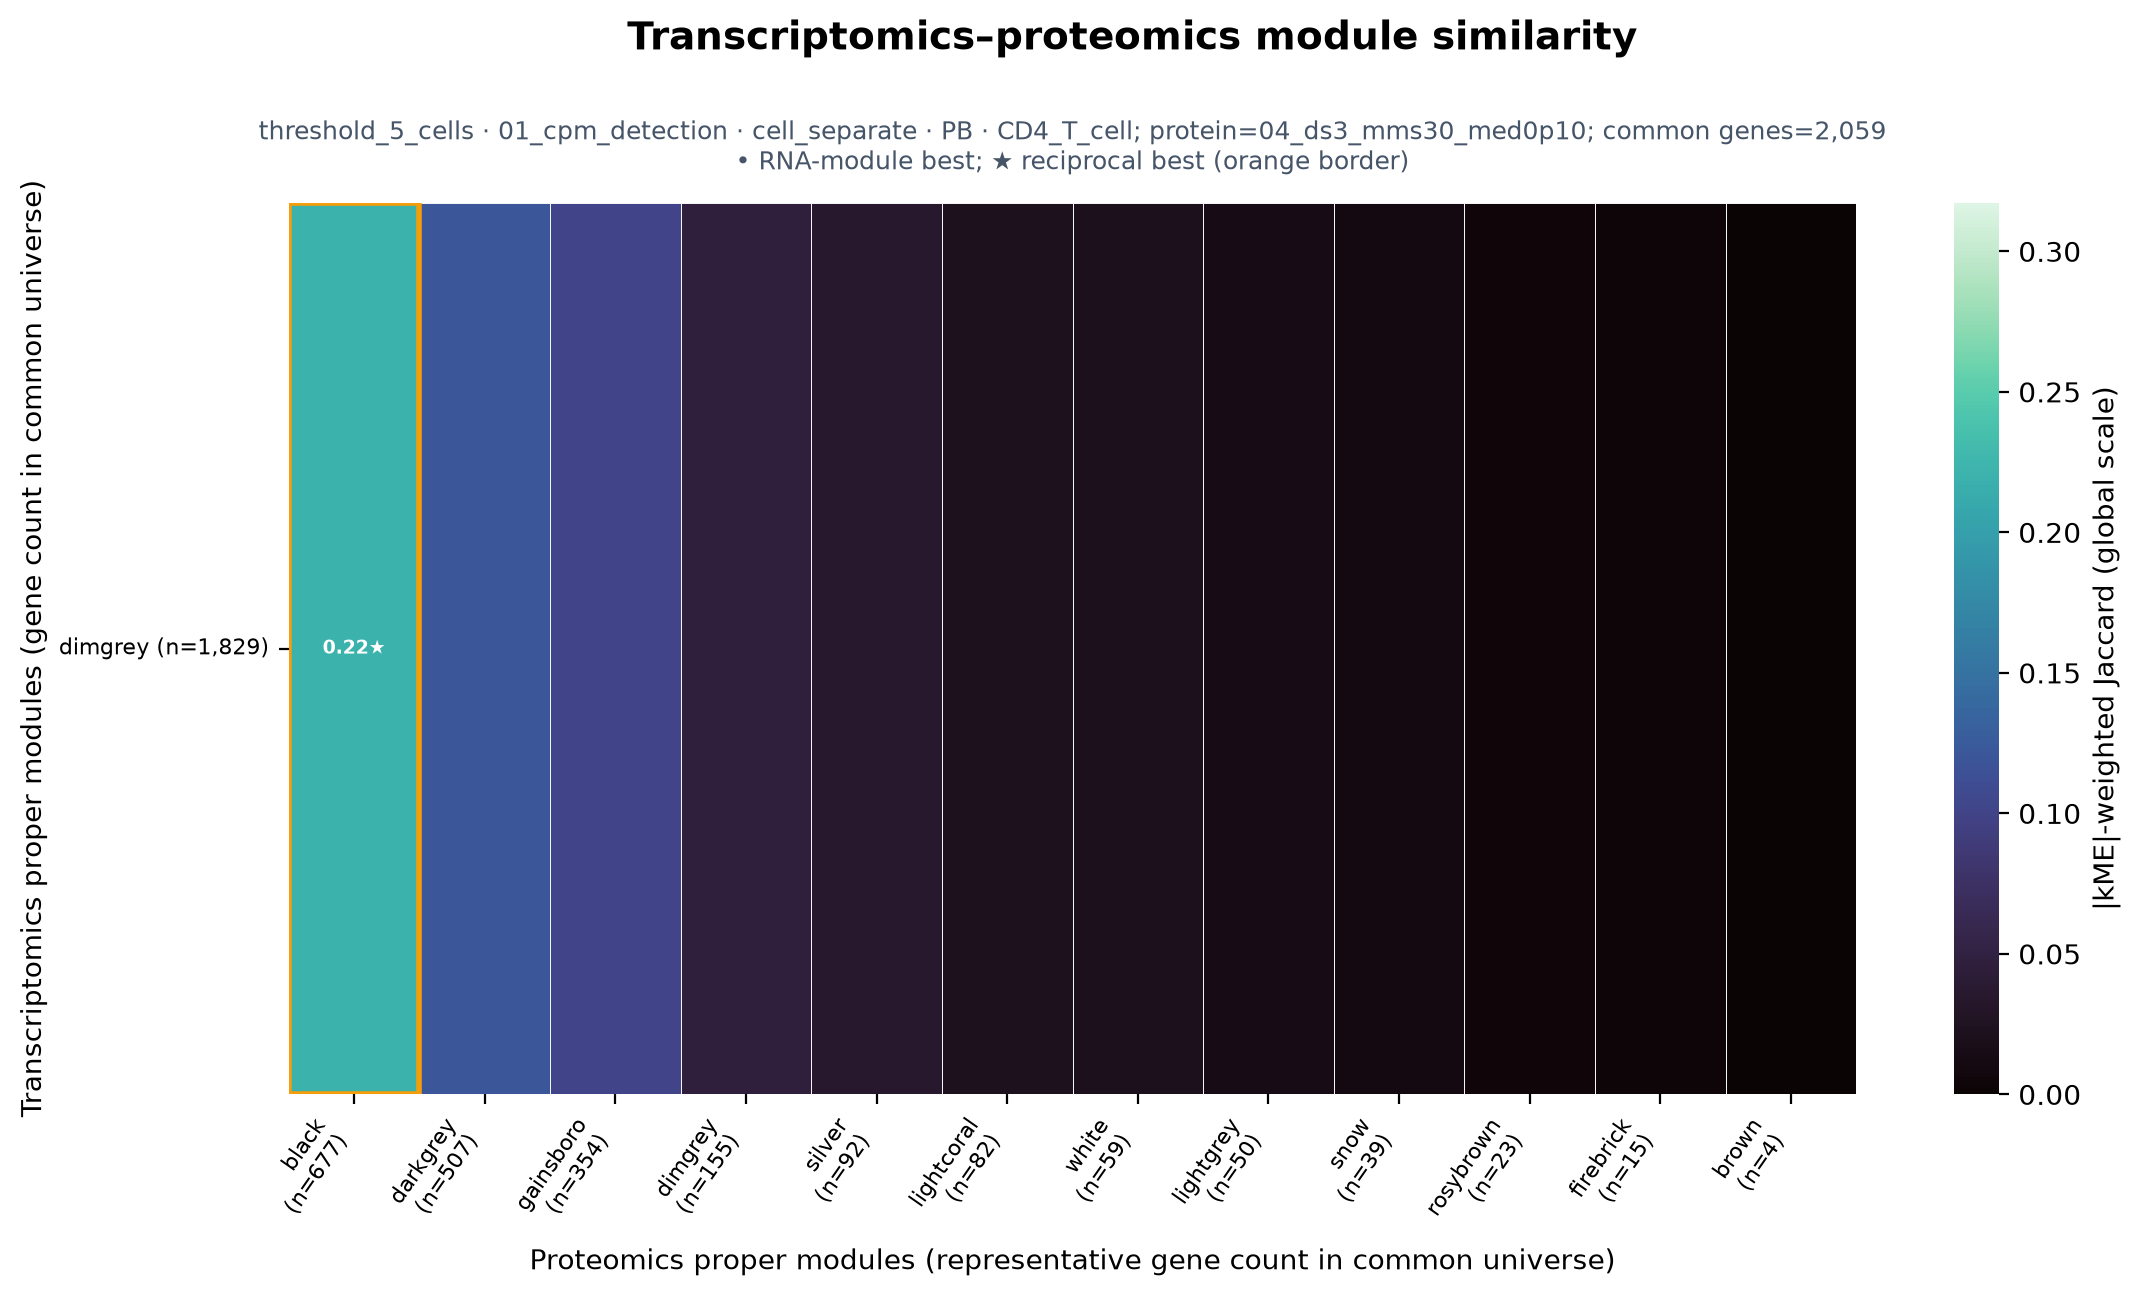 Transcriptomics–proteomics module similarity
threshold_5_cells · 01_cpm_detection · cell_separate · PB · CD4_T_cell; protein=04_ds3_mms30_med0p10; common genes=2,059
• RNA-module best; ★ reciprocal best (orange border)
Transcriptomics proper modules (gene count in common universe)
dimgrey (n=1,829)
0.22★
black
(n=677)
darkgrey
(n=507)
gainsboro
(n=354)
dimgrey
(n=155)
silver
(n=92)
lightcoral
(n=82)
white
(n=59)
lightgrey
(n=50)
snow
(n=39)
rosybrown
(n=23)
firebrick
(n=15)
brown
(n=4)
Proteomics proper modules (representative gene count in common universe)
0.30
0.25
0.20
0.15
0.10
0.05
0.00
|kME|-weighted Jaccard (global scale)